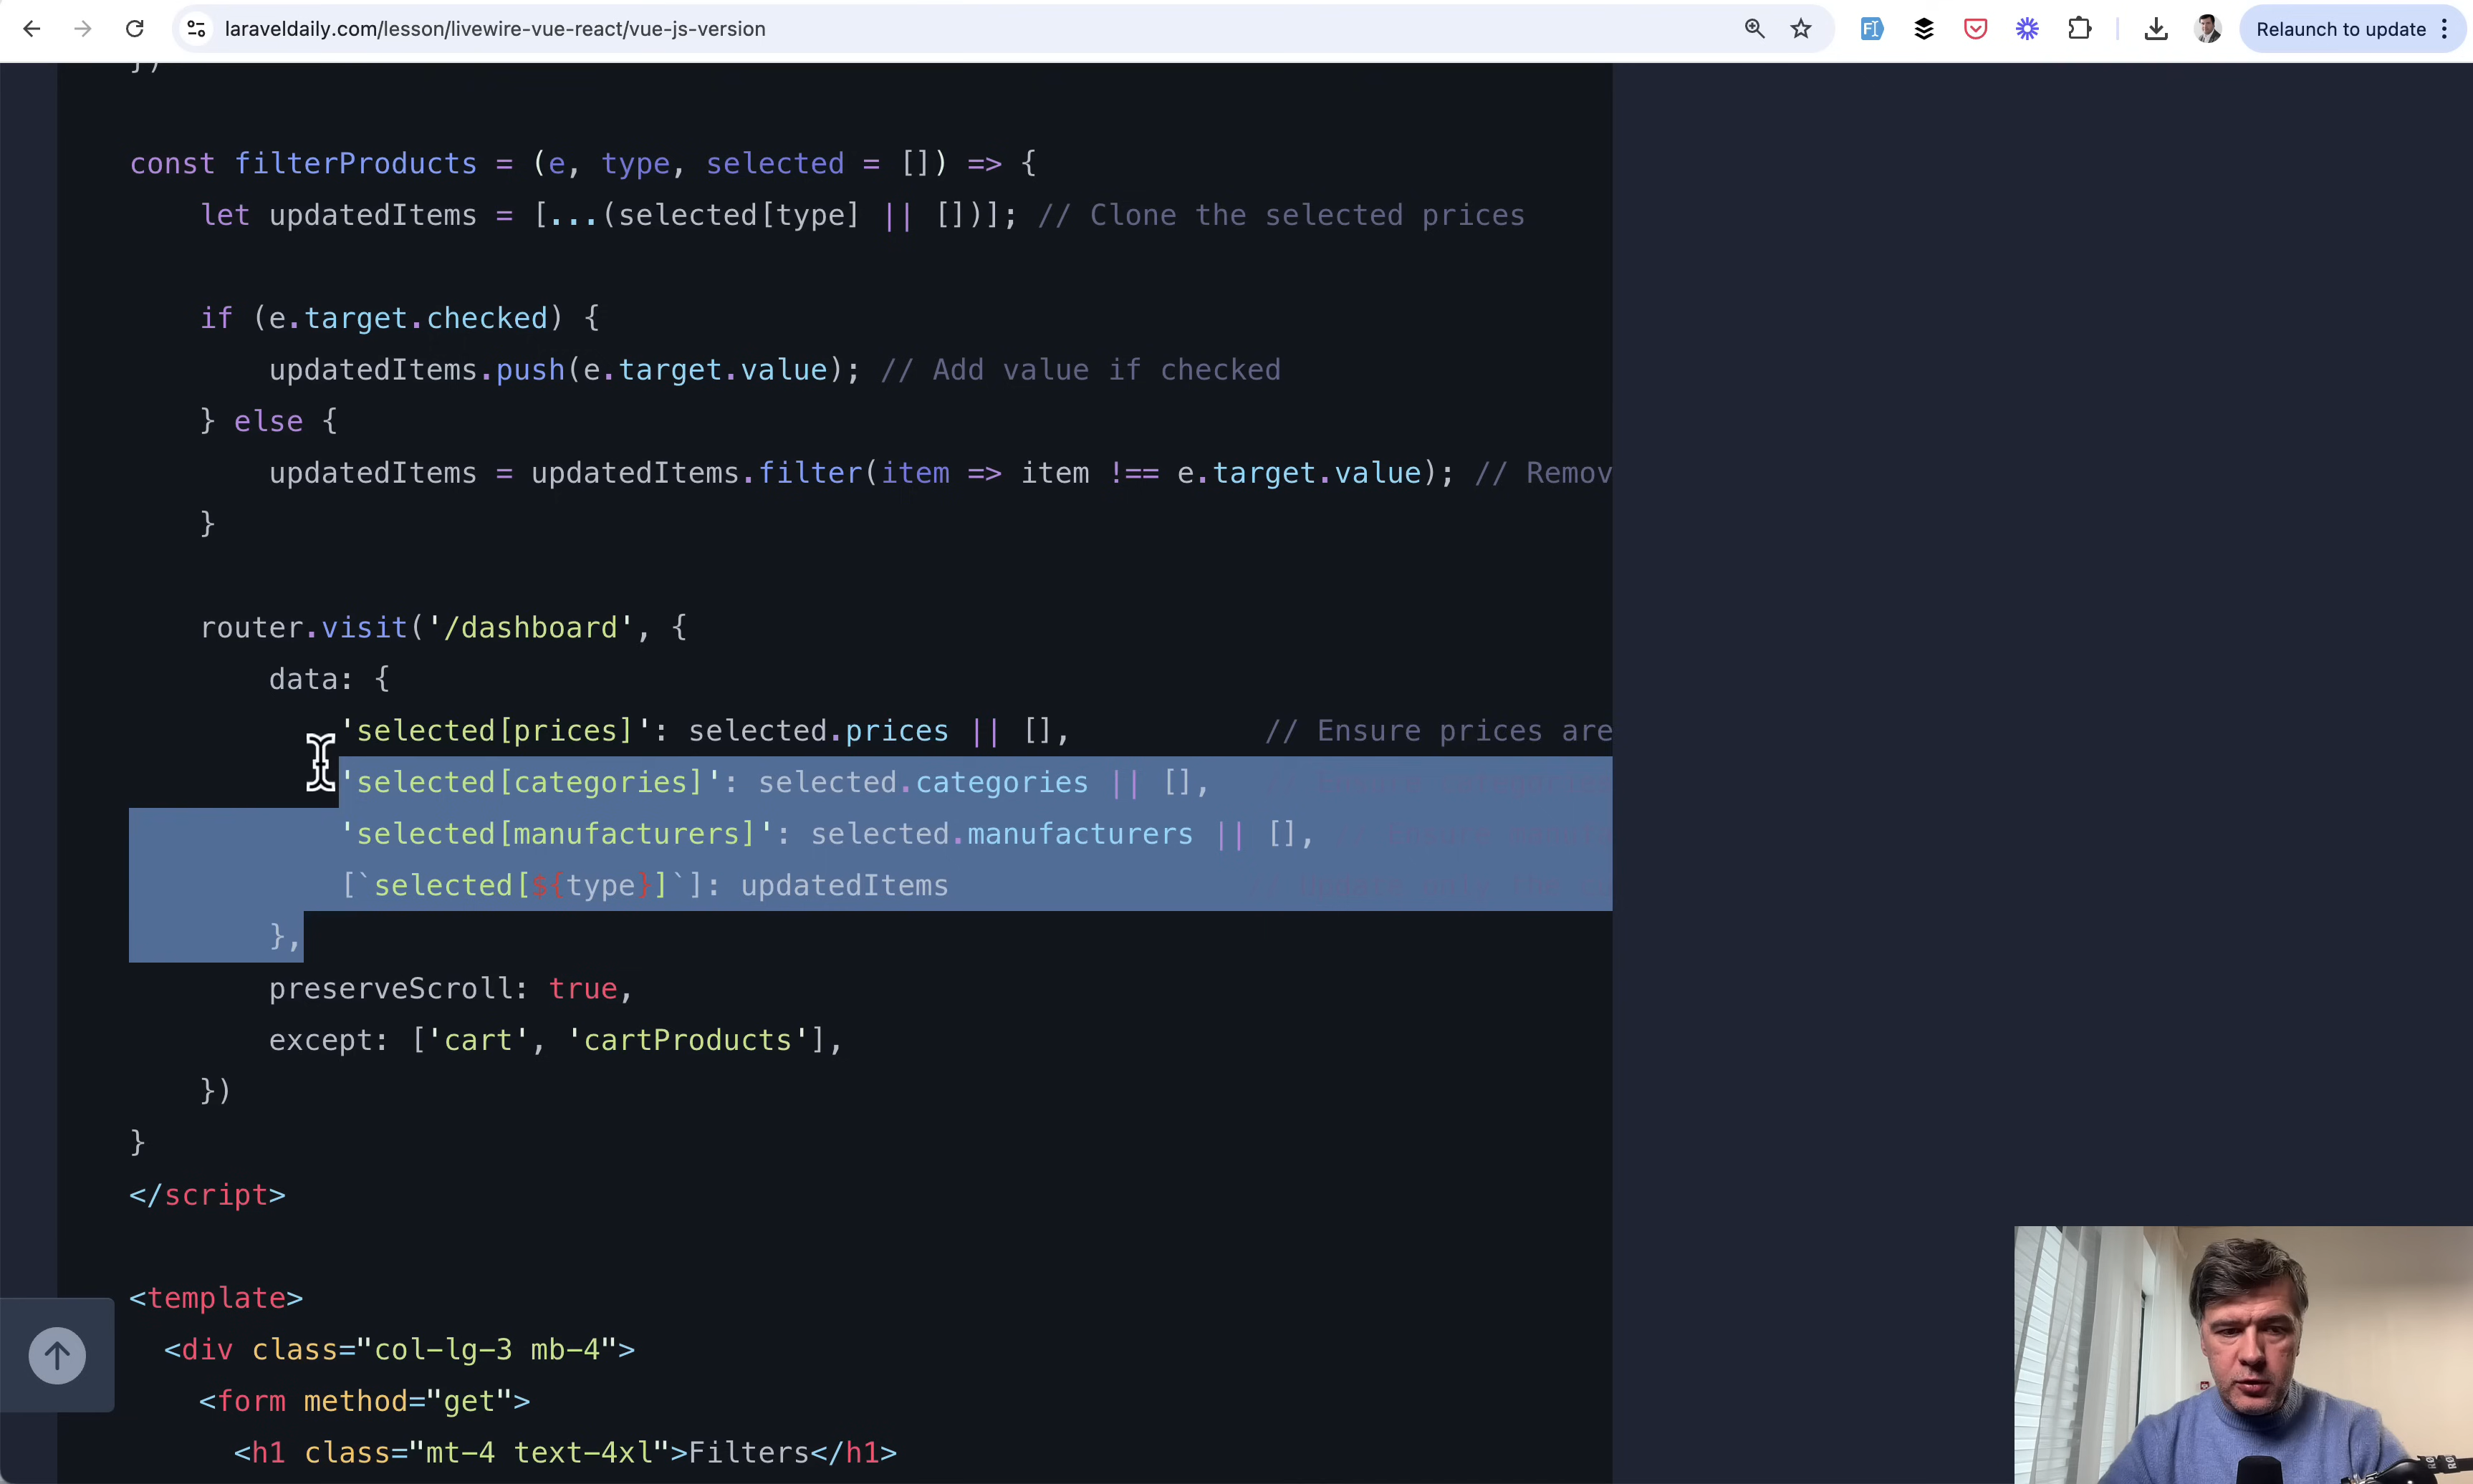 laraveldaily.com/lesson/livewire-vue-react/vue-js-version
Relaunch to update
})
const filterProducts = (e, type, selected = []) => {
let updatedItems = [...(selected[type] || [])]; // Clone the selected prices
if (e.target.checked) {
updatedItems.push(e.target.value); // Add value if checked
} else {
updatedItems = updatedItems.filter(item => item !== e.target.value); // Remov
}
router.visit('/dashboard', {
data: {
'selected[prices]': selected.prices || [], // Ensure prices are
'selected[categories]': selected.categories || [],
'selected[manufacturers]': selected.manufacturers || [],
[`selected[${type}]`]: updatedItems
},
preserveScroll: true,
except: ['cart', 'cartProducts'],
})
}
</script>
<template>
<div class="col-lg-3 mb-4">
<form method="get">
<h1 class="mt-4 text-4xl">Filters</h1>